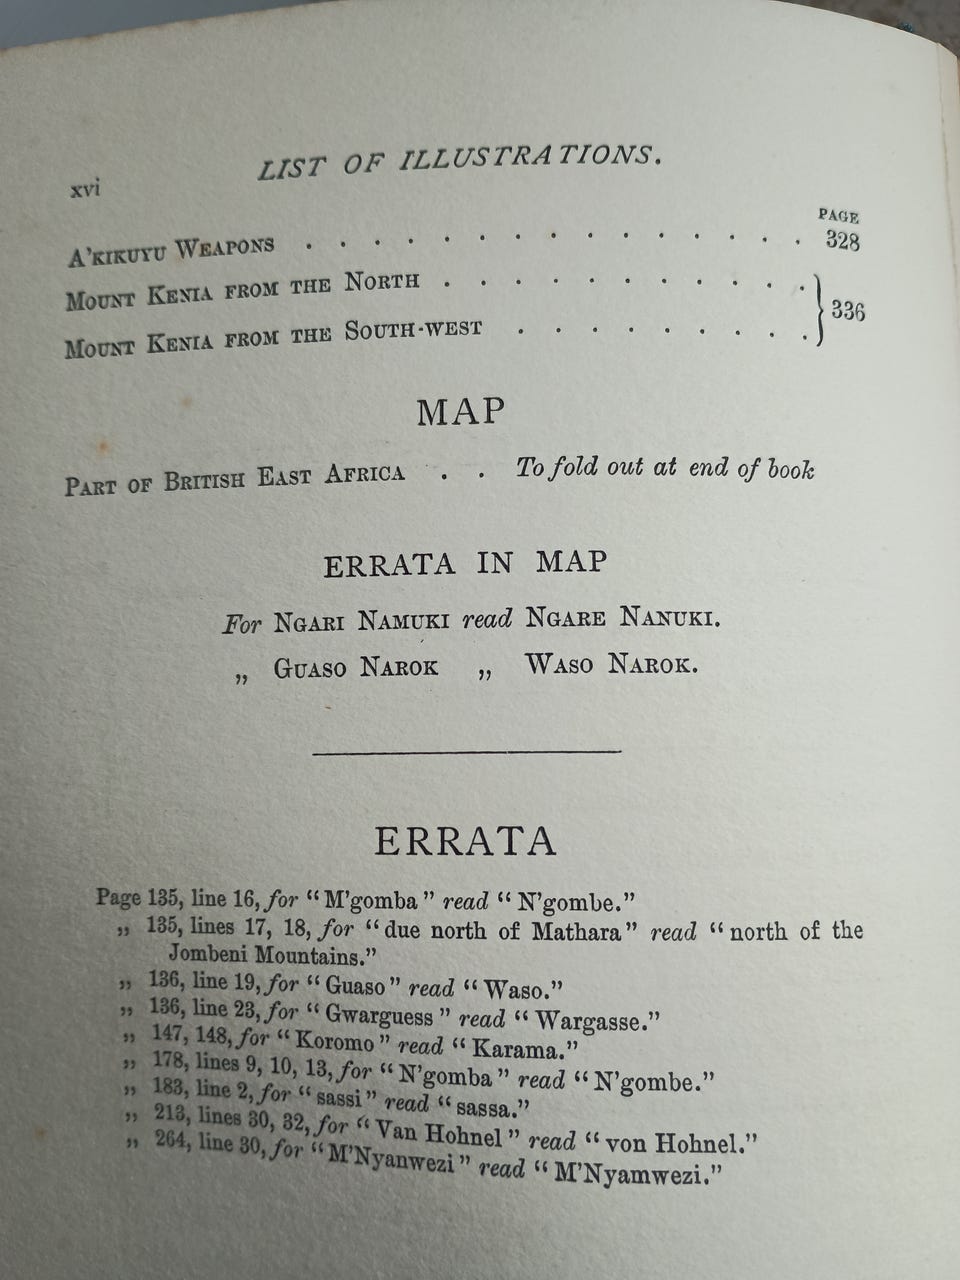 xvi
LIST OF ILLUSTRATIONS.
PAGE
A'KIKUYU WEAPONS . . . . . . . . . . . . . . . 328
MOUNT KENIA FROM THE NORTH . . . . . . . . . . .
MOUNT KENIA FROM THE SOUTH-WEST . . . . . . . . . } 336
MAP
PART OF BRITISH EAST AFRICA . . To fold out at end of book
ERRATA IN MAP
For NGARI NAMUKI read NGARE NANUKI.
„ GUASO NAROK „ WASO NAROK.
ERRATA
Page 135, line 16, for “M'gomba” read “N'gombe.”
„ 135, lines 17, 18, for “due north of Mathara” read “north of the
Jombeni Mountains.”
„ 136, line 19, for “Guaso” read “Waso.”
„ 136, line 23, for “Gwarguess” read “Wargasse.”
„ 147, 148, for “Koromo” read “Karama.”
„ 178, lines 9, 10, 13, for “N'gomba” read “N'gombe.”
„ 183, line 2, for “sassi” read “sassa.”
„ 213, lines 30, 32, for “Van Hohnel” read “von Hohnel.”
„ 264, line 30, for “M'Nyanwezi” read “M'Nyamwezi.”